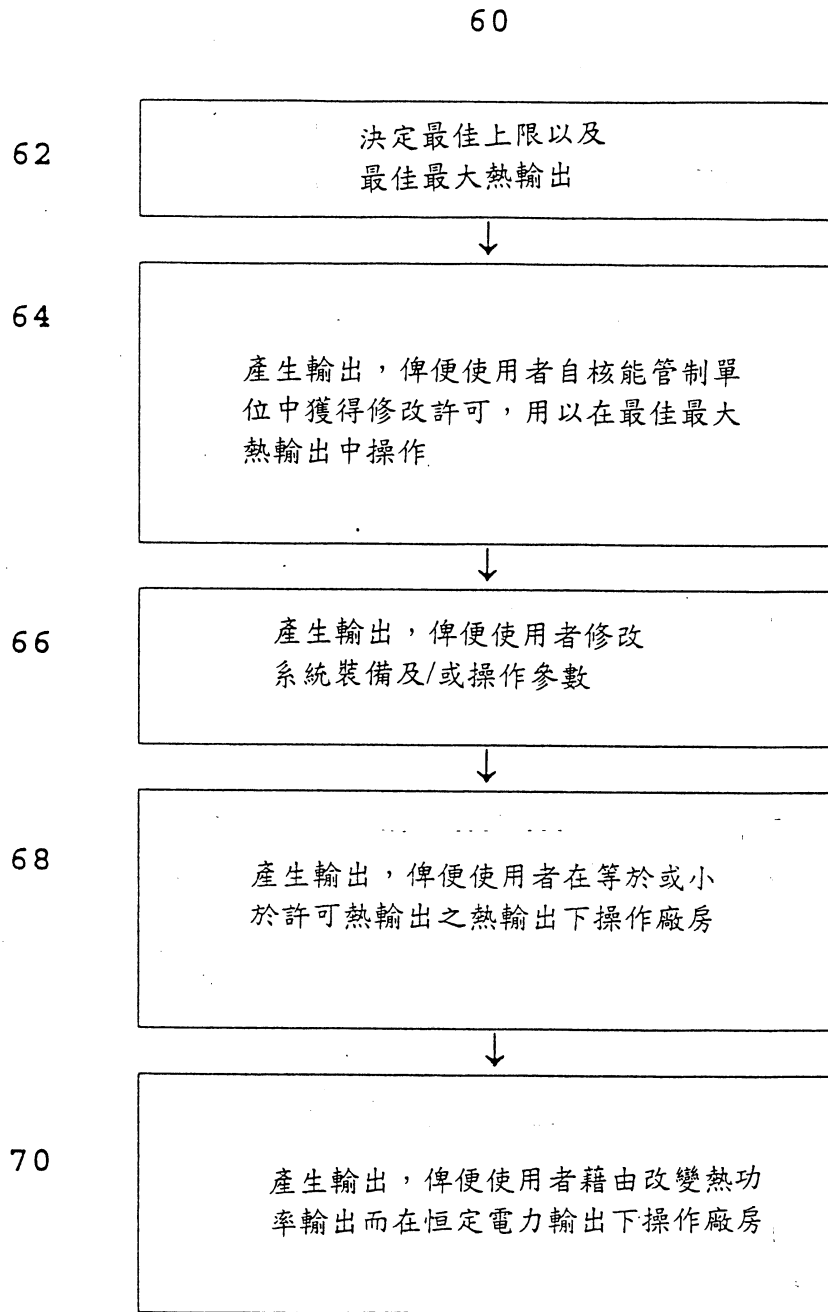 60
62
決定最佳上限以及
最佳最大熱輸出
↓
64
產生輸出，俾便使用者自核能管制單
位中獲得修改許可，用以在最佳最大
熱輸出中操作
↓
66
產生輸出，俾便使用者修改
系統裝備及/或操作參數
↓
68
產生輸出，俾便使用者在等於或小
於許可熱輸出之熱輸出下操作廠房
↓
70
產生輸出，俾便使用者藉由改變熱功
率輸出而在恒定電力輸出下操作廠房